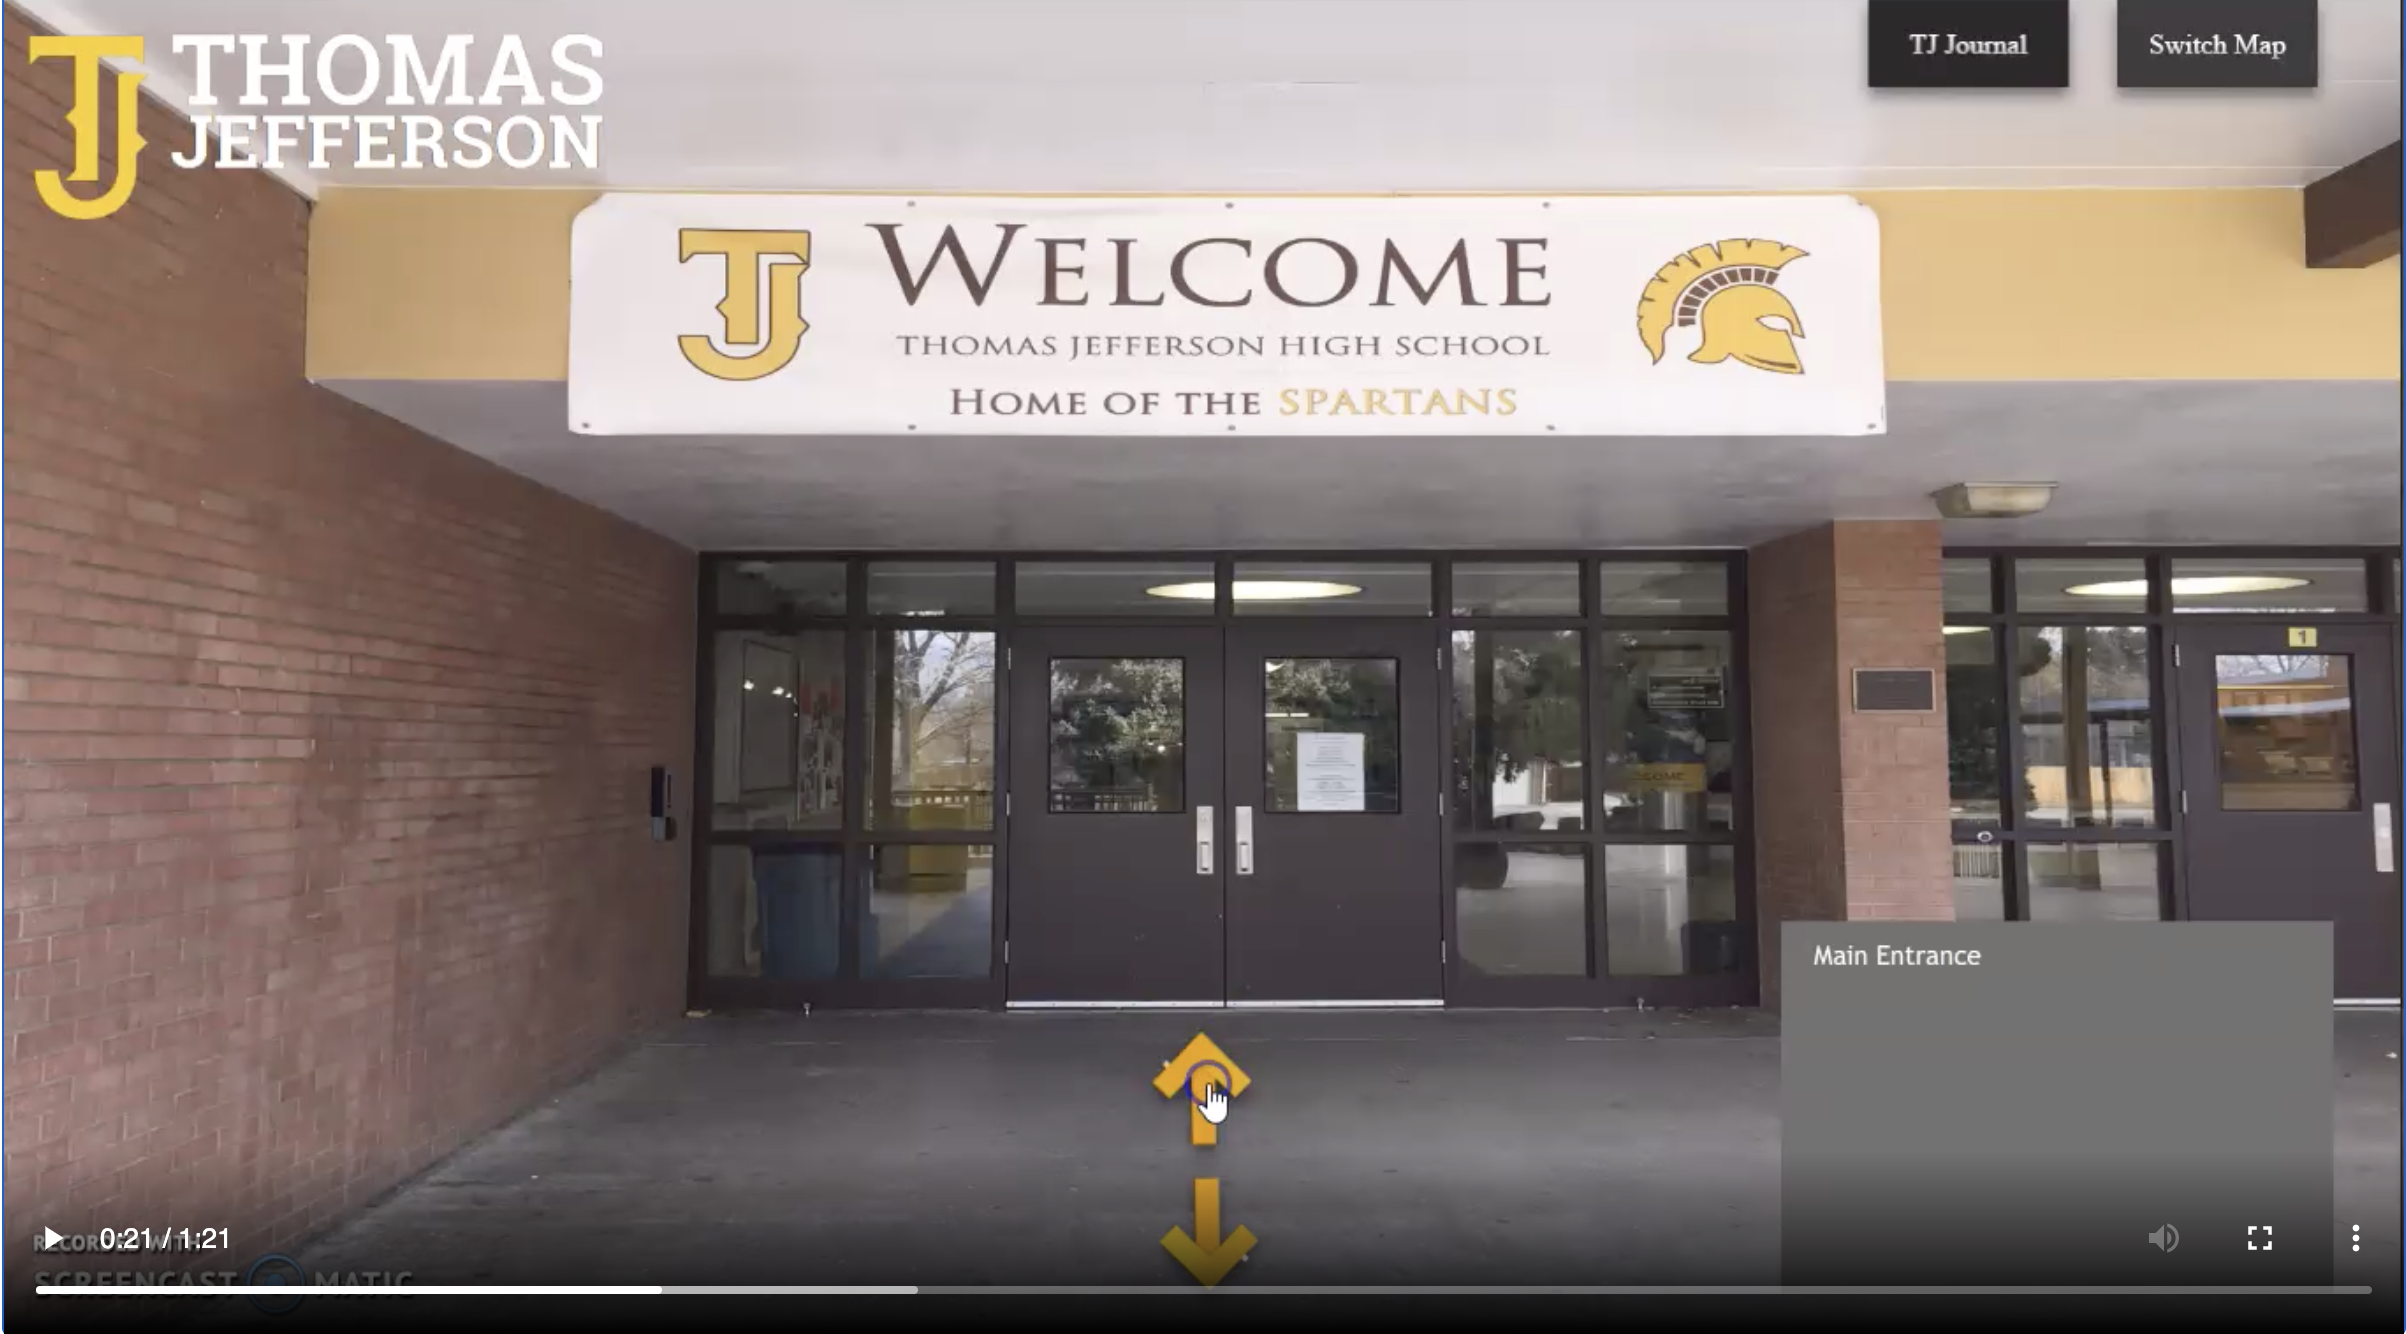 TJ THOMAS
JEFFERSON
TJ Journal
Switch Map
TJ
WELCOME
THOMAS JEFFERSON HIGH SCHOOL
HOME OF THE SPARTANS
1
Main Entrance
0:21 / 1:21
RECORDED WITH
SCREENCAST MATIC